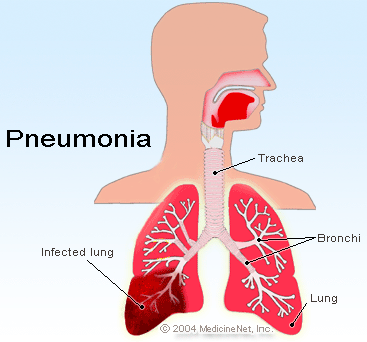 Pneumonia
Trachea
Bronchi
Infected lung
Lung
© 2004 MedicineNet, Inc.